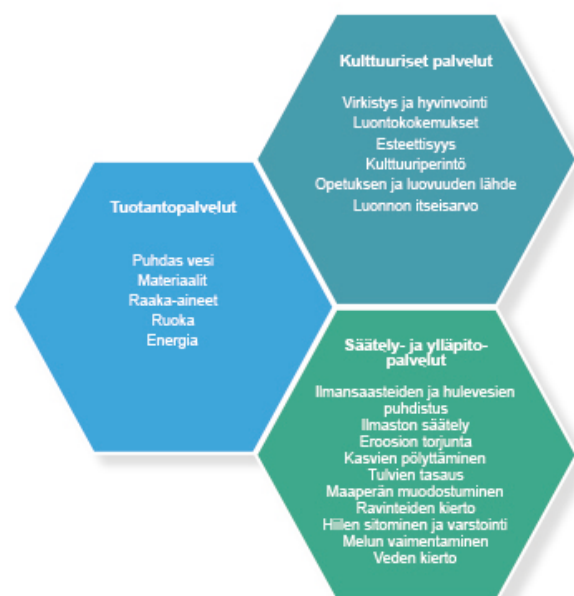 Kulttuuriset palvelut
Virkistys ja hyvinvointi
Luontokokemukset
Esteettisyys
Kulttuuriperintö
Opetuksen ja luovuuden lähde
Luonnon itseisarvo
Tuotantopalvelut
Puhdas vesi
Materiaalit
Raaka-aineet
Ruoka
Energia
Säätely- ja ylläpito-
palvelut
Ilmansaasteiden ja hulevesien
puhdistus
Ilmaston säätely
Eroosion torjunta
Kasvien pölyttäminen
Tulvien tasaus
Maaperän muodostuminen
Ravinteiden kierto
Hiilen sitominen ja varstointi
Melun vaimentaminen
Veden kierto